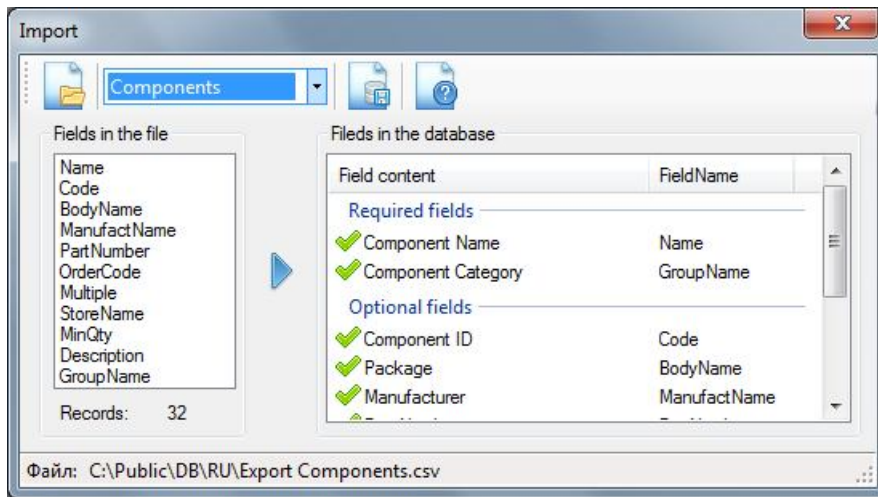 Import
Components
Fields in the file
Name
Code
BodyName
ManufactName
PartNumber
OrderCode
Multiple
StoreName
MinQty
Description
GroupName
Records: 32
Fileds in the database
Field content FieldName
Required fields
Component Name Name
Component Category GroupName
Optional fields
Component ID Code
Package BodyName
Manufacturer ManufactName
Файл: C:\Public\DB\RU\Export Components.csv